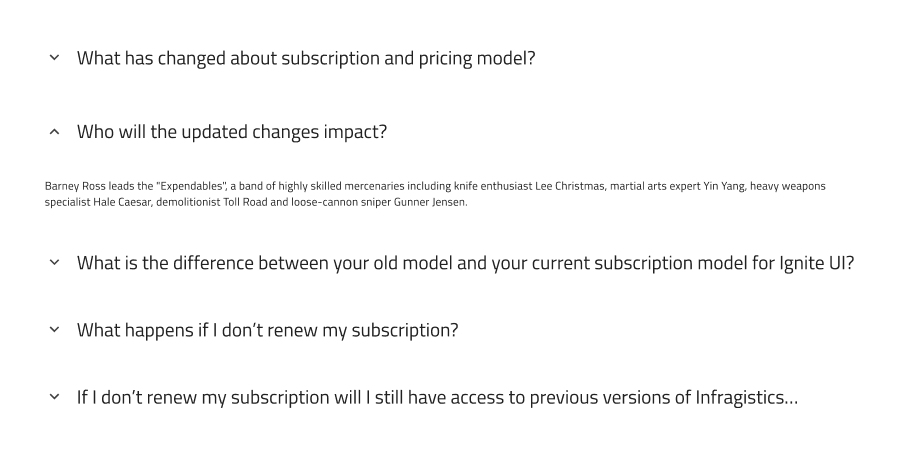 What has changed about subscription and pricing model?
Who will the updated changes impact?
Barney Ross leads the "Expendables", a band of highly skilled mercenaries including knife enthusiast Lee Christmas, martial arts expert Yin Yang, heavy weapons
specialist Hale Caesar, demolitionist Toll Road and loose-cannon sniper Gunner Jensen.
What is the difference between your old model and your current subscription model for Ignite UI?
What happens if I don’t renew my subscription?
If I don’t renew my subscription will I still have access to previous versions of Infragistics...